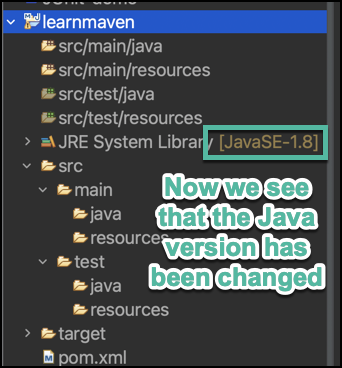 learnmaven
src/main/java
src/main/resources
src/test/java
src/test/resources
JRE System Library [JavaSE-1.8]
src
main
java
resources
test
java
resources
target
pom.xml
Now we see
that the Java
version has
been changed